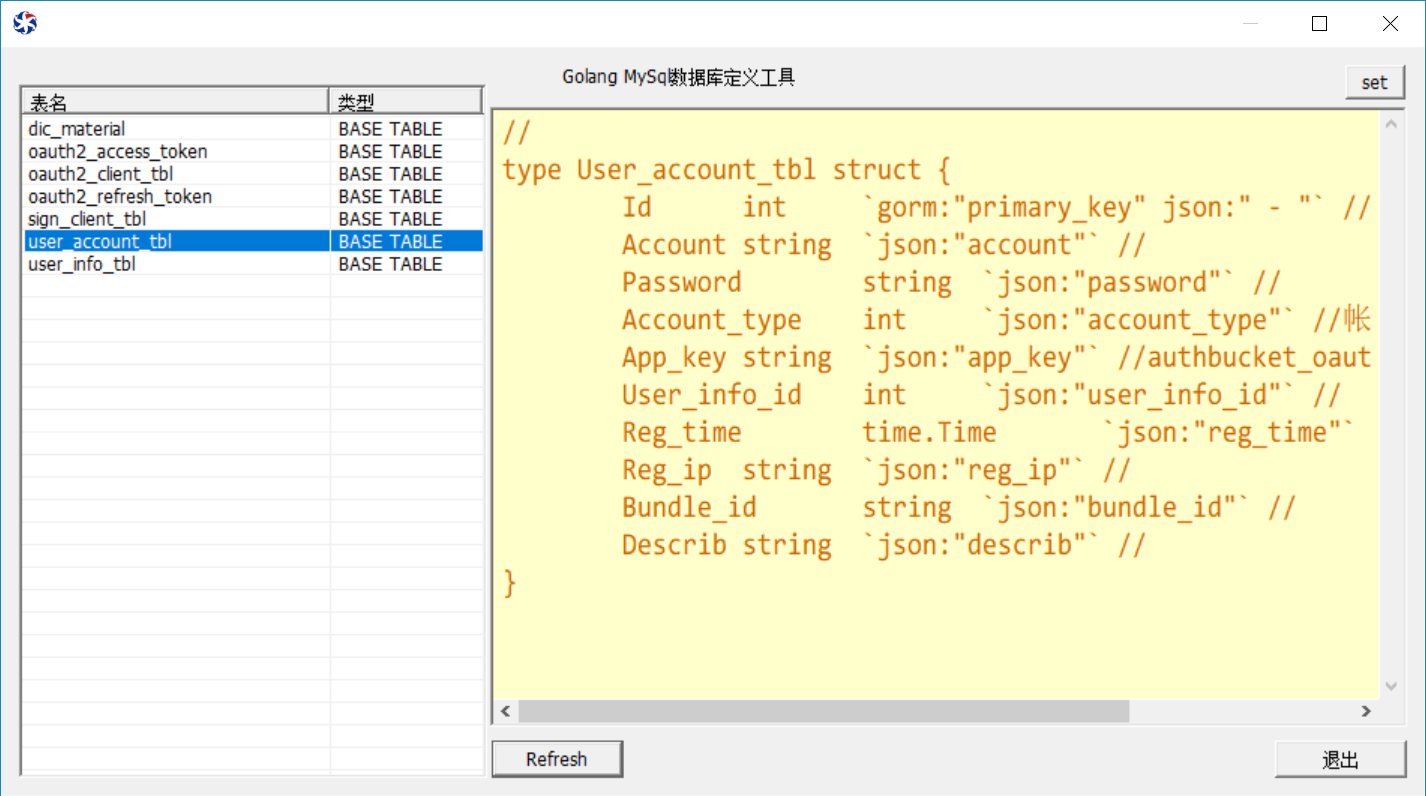 Golang MySql数据库定义工具
set
表名 类型
dic_material BASE TABLE
oauth2_access_token BASE TABLE
oauth2_client_tbl BASE TABLE
oauth2_refresh_token BASE TABLE
sign_client_tbl BASE TABLE
user_account_tbl BASE TABLE
user_info_tbl BASE TABLE
//
type User_account_tbl struct {
Id int `gorm:"primary_key" json:" - "` //
Account string `json:"account"` //
Password string `json:"password"` //
Account_type int `json:"account_type"` //帐
App_key string `json:"app_key"` //authbucket_oaut
User_info_id int `json:"user_info_id"` //
Reg_time time.Time `json:"reg_time"`
Reg_ip string `json:"reg_ip"` //
Bundle_id string `json:"bundle_id"` //
Describ string `json:"describ"` //
}
Refresh
退出